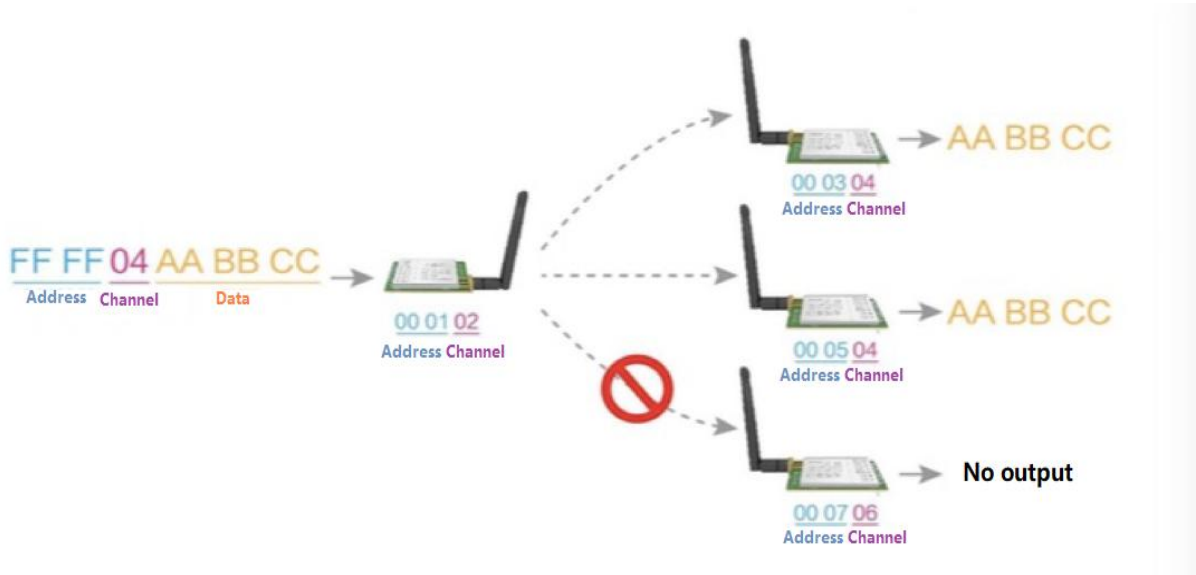 FF FF 04 AA BB CC
Address Channel Data
00 01 02
Address Channel
AA BB CC
00 03 04
Address Channel
AA BB CC
00 05 04
Address Channel
No output
00 07 06
Address Channel